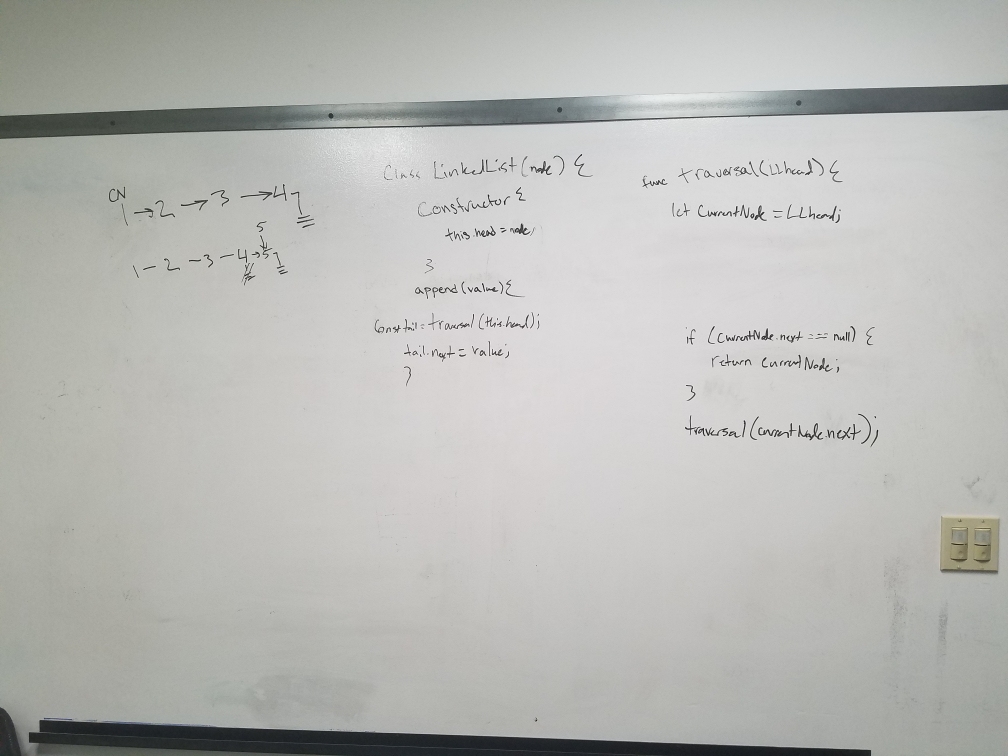 CN
1 → 2 → 3 → 4
5
1 - 2 - 3 - 4 → 5
Class LinkedList(node) {
Constructor {
this.head = node;
}
append(value) {
Const tail = traversal(this.head);
tail.next = value;
}
func traversal(LLhead) {
let CurrentNode = LLhead;
if (CurrentNode.next === null) {
return CurrentNode;
}
traversal(currentNode.next);